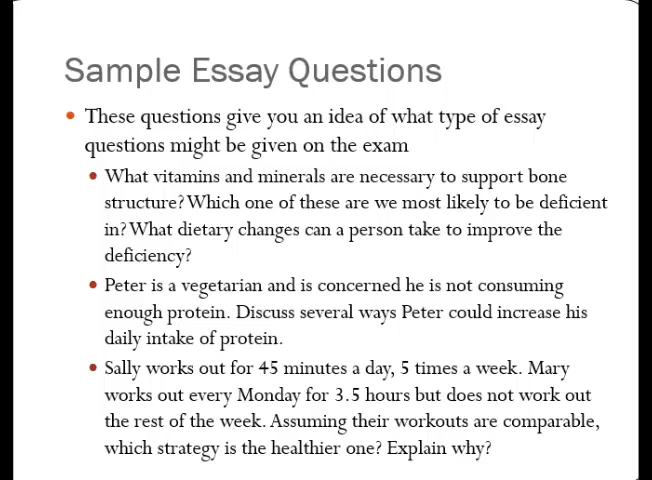 Sample Essay Questions
• These questions give you an idea of what type of essay
questions might be given on the exam
• What vitamins and minerals are necessary to support bone
structure? Which one of these are we most likely to be deficient
in? What dietary changes can a person take to improve the
deficiency?
• Peter is a vegetarian and is concerned he is not consuming
enough protein. Discuss several ways Peter could increase his
daily intake of protein.
• Sally works out for 45 minutes a day, 5 times a week. Mary
works out every Monday for 3.5 hours but does not work out
the rest of the week. Assuming their workouts are comparable,
which strategy is the healthier one? Explain why?